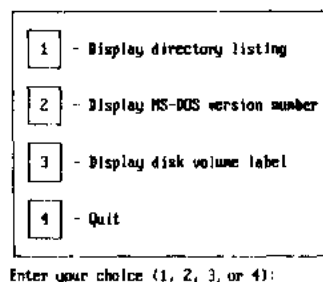 1 - Display directory listing
2 - Display MS-DOS version number
3 - Display disk volume label
4 - Quit
Enter your choice (1, 2, 3, or 4):